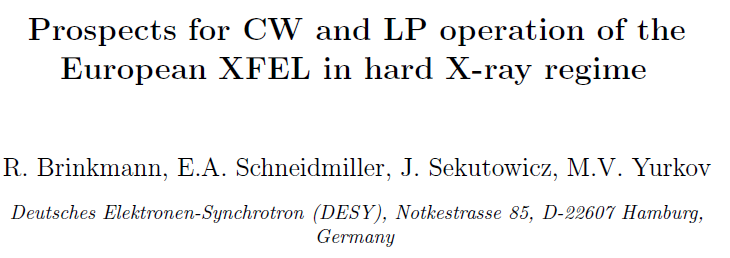 Prospects for CW and LP operation of the
European XFEL in hard X-ray regime
R. Brinkmann, E.A. Schneidmiller, J. Sekutowicz, M.V. Yurkov
Deutsches Elektronen-Synchrotron (DESY), Notkestrasse 85, D-22607 Hamburg,
Germany